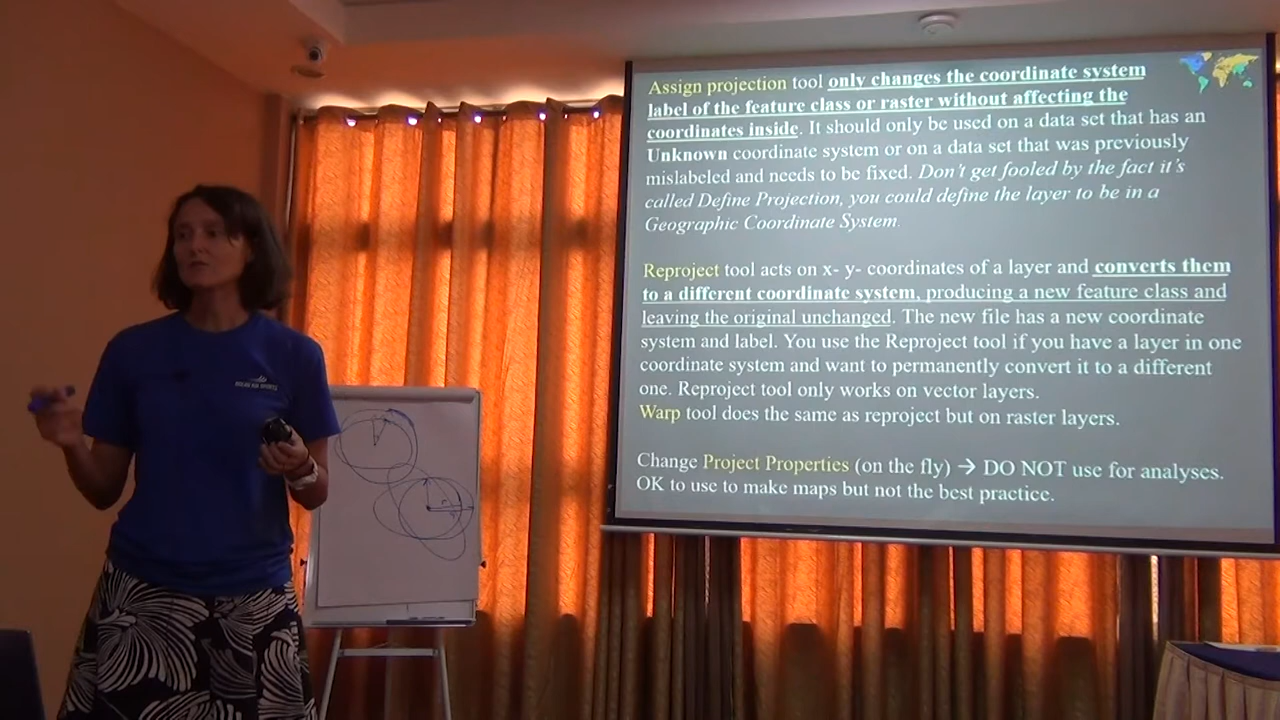 Assign projection tool only changes the coordinate system
label of the feature class or raster without affecting the
coordinates inside. It should only be used on a data set that has an
Unknown coordinate system or on a data set that was previously
mislabeled and needs to be fixed. Don't get fooled by the fact it's
called Define Projection, you could define the layer to be in a
Geographic Coordinate System.
Reproject tool acts on x- y- coordinates of a layer and converts them
to a different coordinate system, producing a new feature class and
leaving the original unchanged. The new file has a new coordinate
system and label. You use the Reproject tool if you have a layer in one
coordinate system and want to permanently convert it to a different
one. Reproject tool only works on vector layers.
Warp tool does the same as reproject but on raster layers.
Change Project Properties (on the fly) → DO NOT use for analyses.
OK to use to make maps but not the best practice.